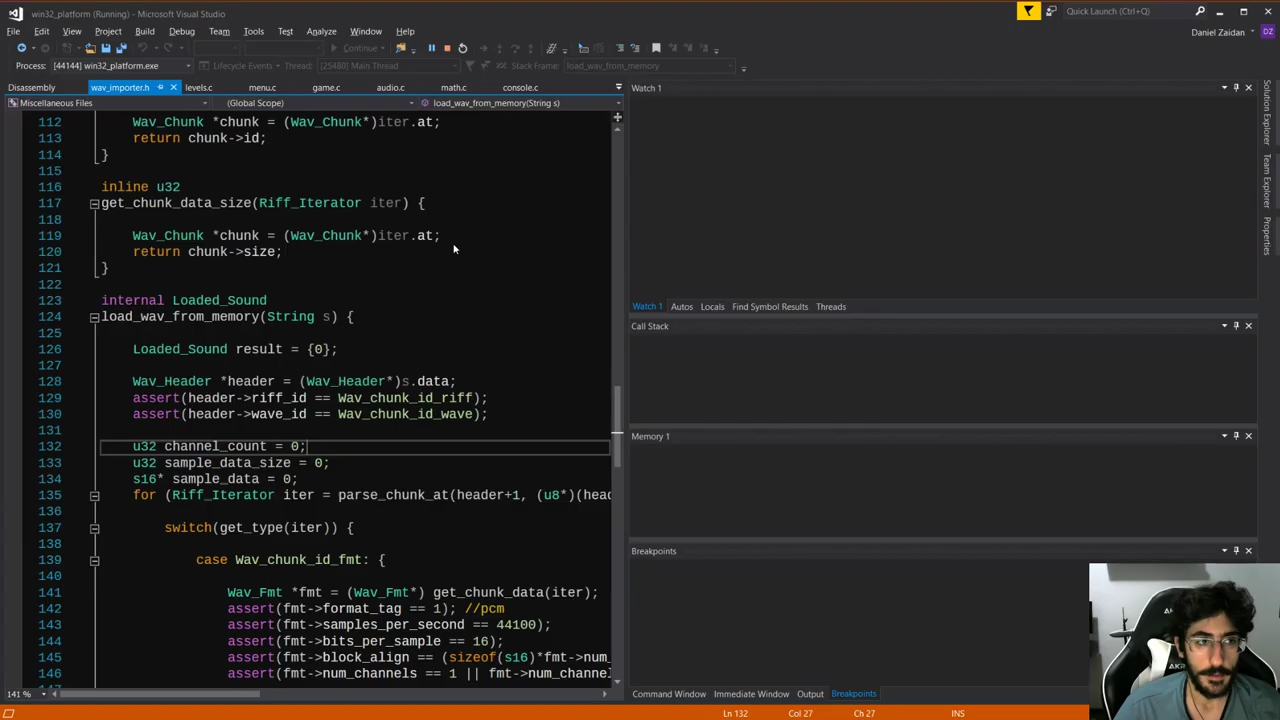 win32_platform (Running) - Microsoft Visual Studio
Quick Launch (Ctrl+Q)
File Edit View Project Build Debug Team Tools Test Analyze Window Help
Daniel Zaidan DZ
Continue
Process: [44144] win32_platform.exe Lifecycle Events Thread: [25480] Main Thread Stack Frame: load_wav_from_memory
Disassembly wav_importer.h levels.c menu.c game.c audio.c math.c console.c
Miscellaneous Files (Global Scope) load_wav_from_memory(String s)
112 Wav_Chunk *chunk = (Wav_Chunk*)iter.at;
113 return chunk->id;
114 }
115
116 inline u32
117 get_chunk_data_size(Riff_Iterator iter) {
118
119 Wav_Chunk *chunk = (Wav_Chunk*)iter.at;
120 return chunk->size;
121 }
122
123 internal Loaded_Sound
124 load_wav_from_memory(String s) {
125
126 Loaded_Sound result = {0};
127
128 Wav_Header *header = (Wav_Header*)s.data;
129 assert(header->riff_id == Wav_chunk_id_riff);
130 assert(header->wave_id == Wav_chunk_id_wave);
131
132 u32 channel_count = 0;
133 u32 sample_data_size = 0;
134 s16* sample_data = 0;
135 for (Riff_Iterator iter = parse_chunk_at(header+1, (u8*)(head
136
137 switch(get_type(iter)) {
138
139 case Wav_chunk_id_fmt: {
140
141 Wav_Fmt *fmt = (Wav_Fmt*) get_chunk_data(iter);
142 assert(fmt->format_tag == 1); //pcm
143 assert(fmt->samples_per_second == 44100);
144 assert(fmt->bits_per_sample == 16);
145 assert(fmt->block_align == (sizeof(s16)*fmt->num_
146 assert(fmt->num_channels == 1 || fmt->num_channel
141 %
Watch 1
Watch 1 Autos Locals Find Symbol Results Threads
Call Stack
Memory 1
Breakpoints
Command Window Immediate Window Output Breakpoints
Solution Explorer
Team Explorer
Properties
AKR
Ln 132 Col 27 Ch 27 INS